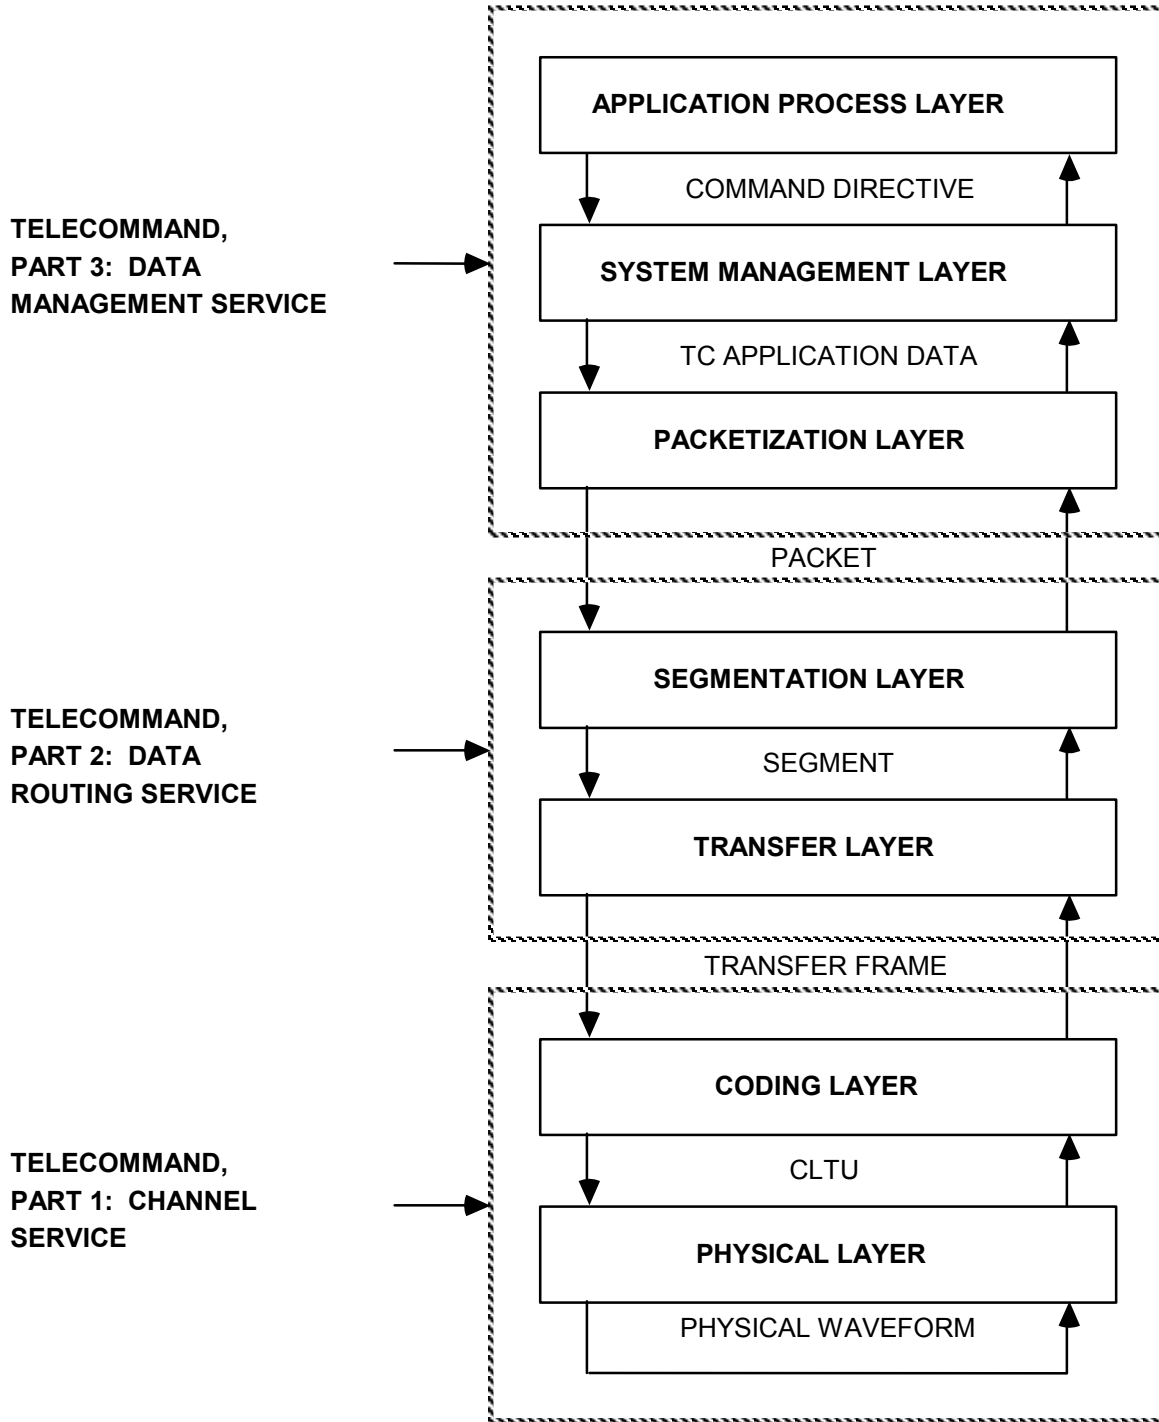 APPLICATION PROCESS LAYER
COMMAND DIRECTIVE
TELECOMMAND,
PART 3:  DATA
MANAGEMENT SERVICE
SYSTEM MANAGEMENT LAYER
TC APPLICATION DATA
PACKETIZATION LAYER
PACKET
SEGMENTATION LAYER
TELECOMMAND,
PART 2:  DATA
ROUTING SERVICE
SEGMENT
TRANSFER LAYER
TRANSFER FRAME
CODING LAYER
TELECOMMAND,
PART 1:  CHANNEL
SERVICE
CLTU
PHYSICAL LAYER
PHYSICAL WAVEFORM